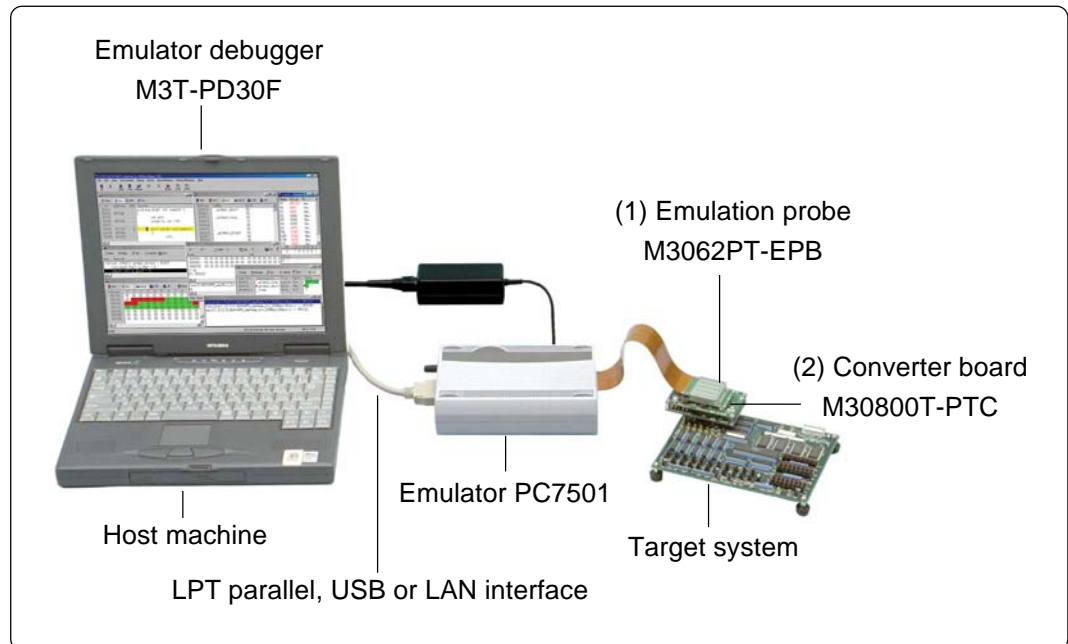 Emulator debugger
M3T-PD30F
(1) Emulation probe
M3062PT-EPB
(2) Converter board
M30800T-PTC
Emulator PC7501
Host machine
Target system
LPT parallel, USB or LAN interface
MITSUBISHI